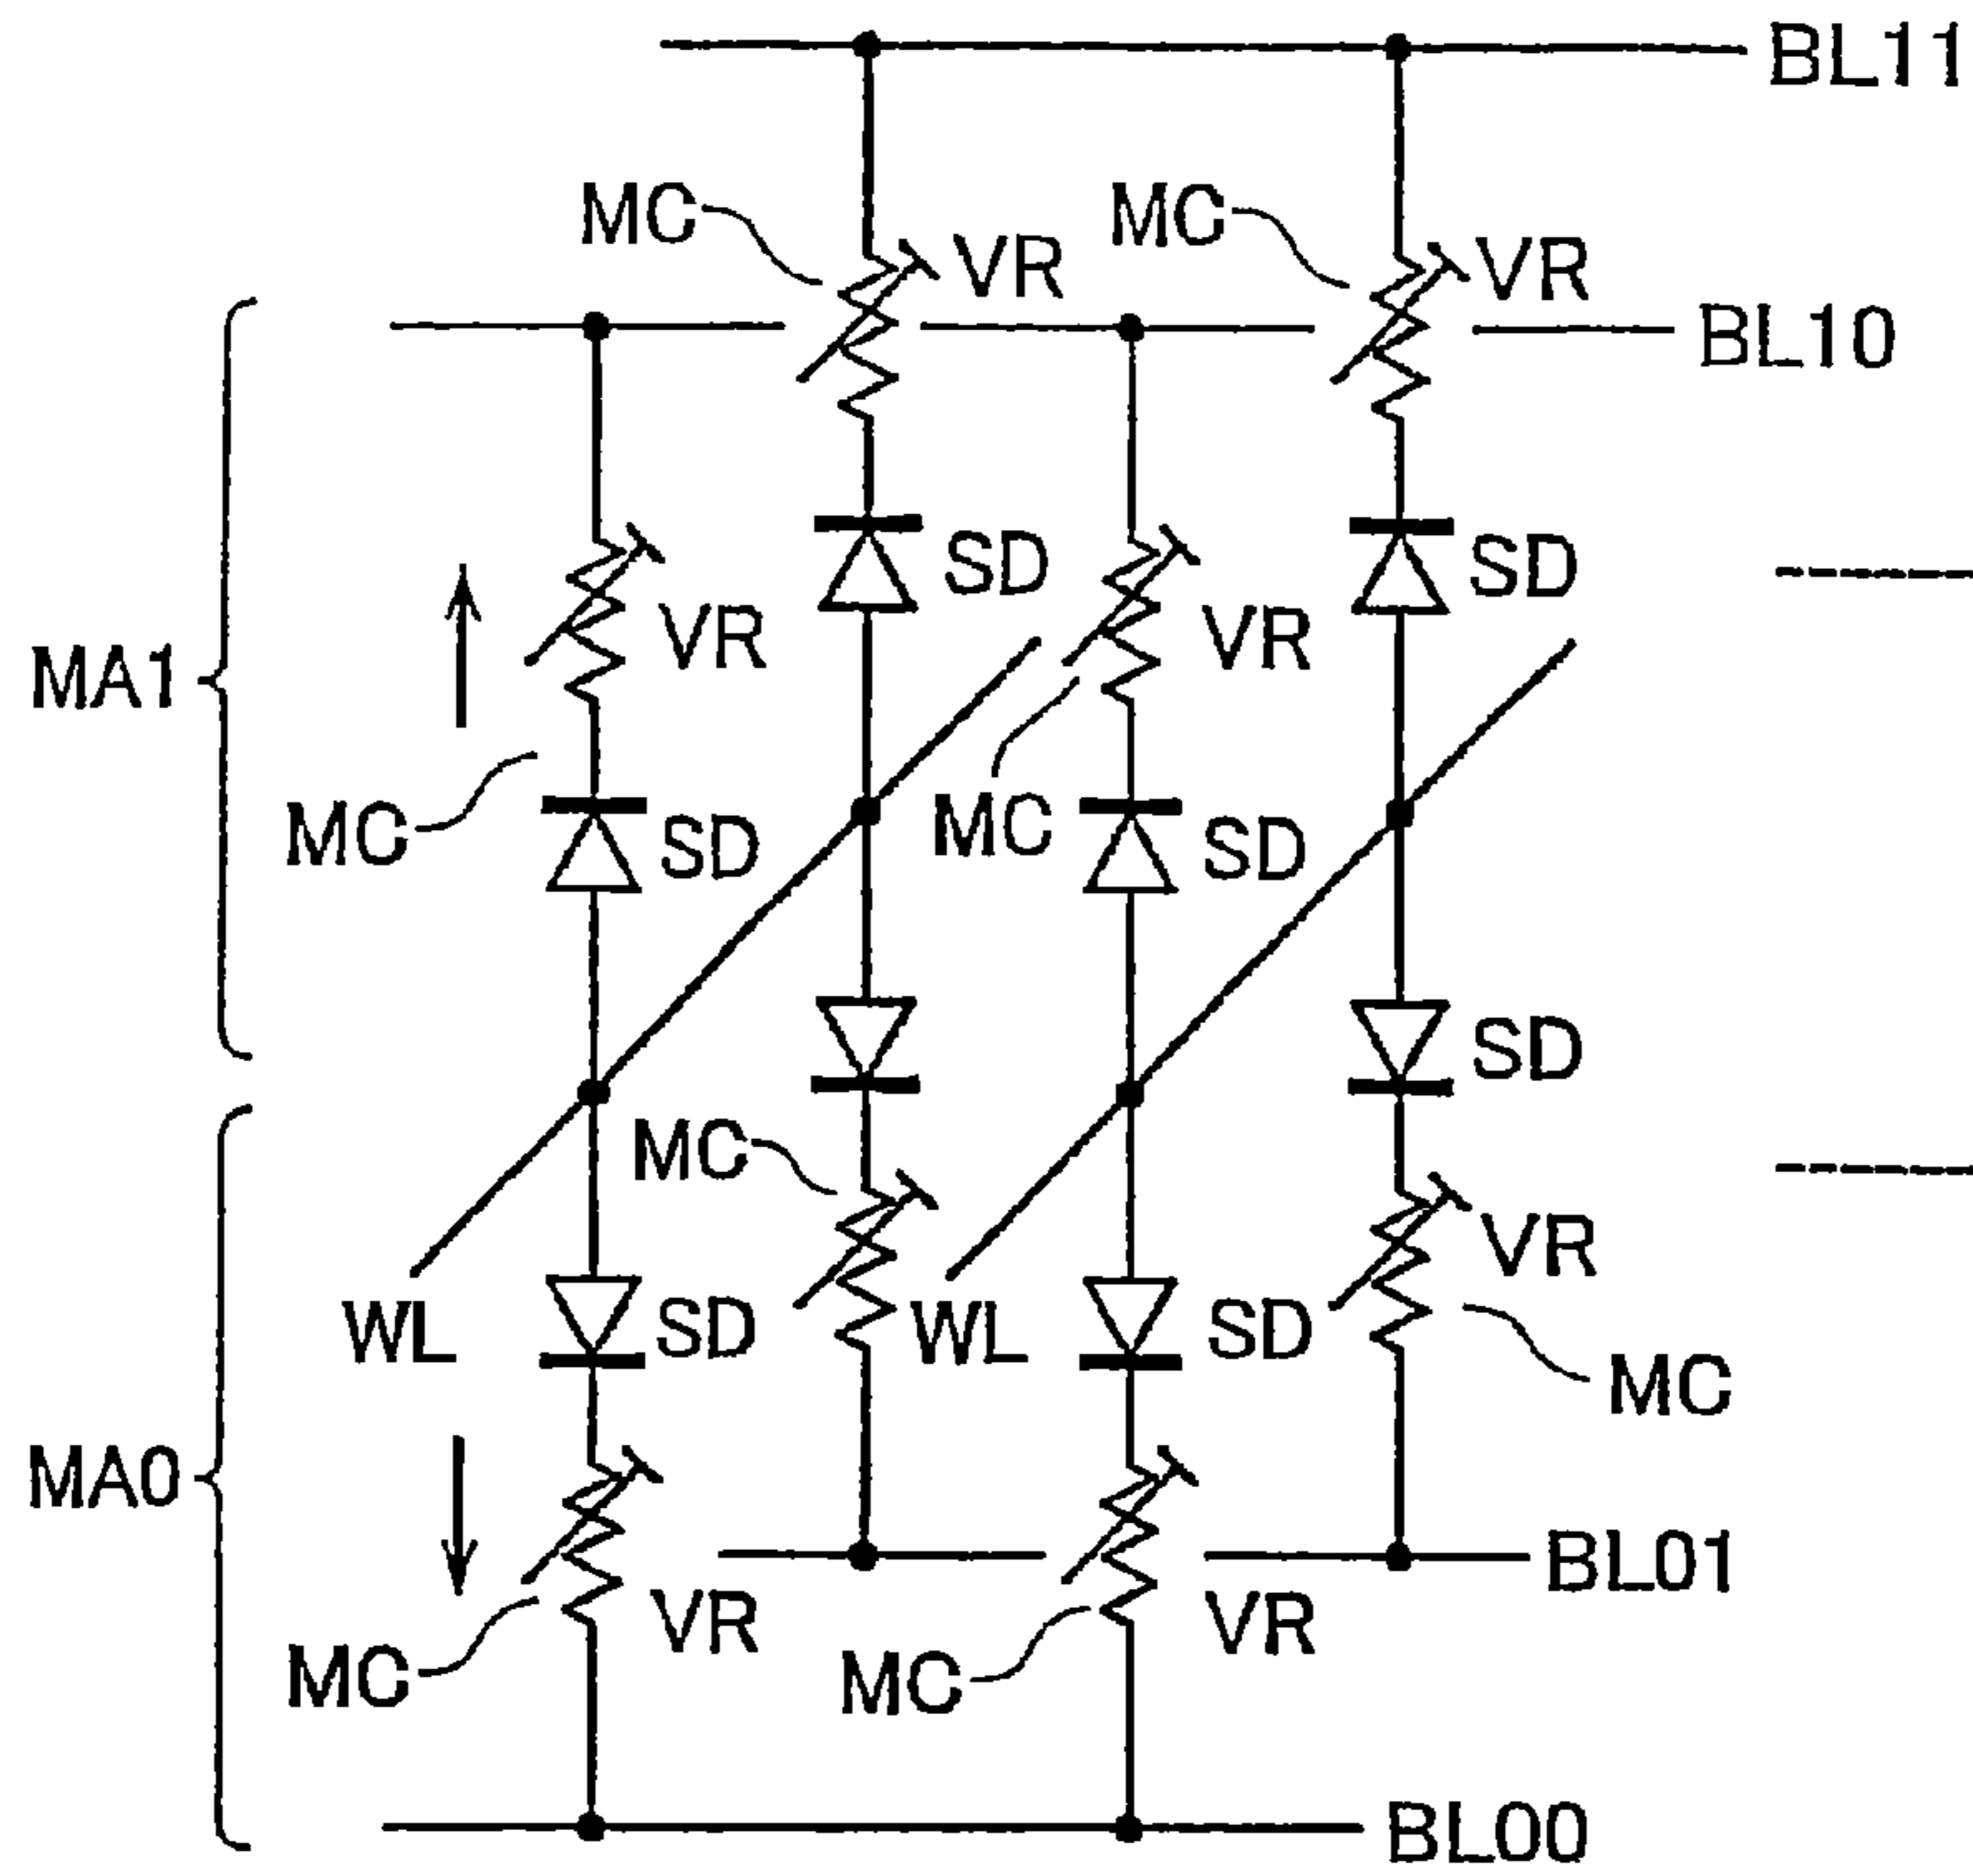 BL11
MC VR MC VR
BL10
SD SD
MA1 VR VR
MC SD MC SD
SD
MC
VR
WL SD WL SD
MC
MA0
BL01
VR VR
MC MC
BL00